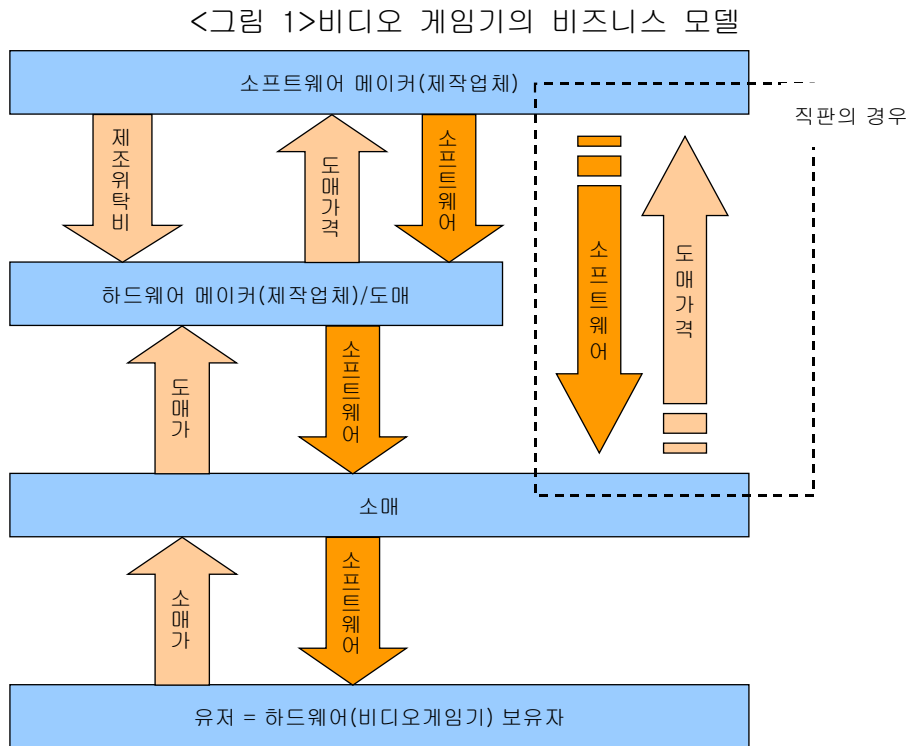 <그림 1>비디오 게임기의 비즈니스 모델
소프트웨어 메이커(제작업체)
직판의 경우
제조위탁비
도매가격
소프트웨어
소프트웨어
도매가격
하드웨어 메이커(제작업체)/도매
도매가
소프트웨어
소매
소매가
소프트웨어
유저 = 하드웨어(비디오게임기) 보유자